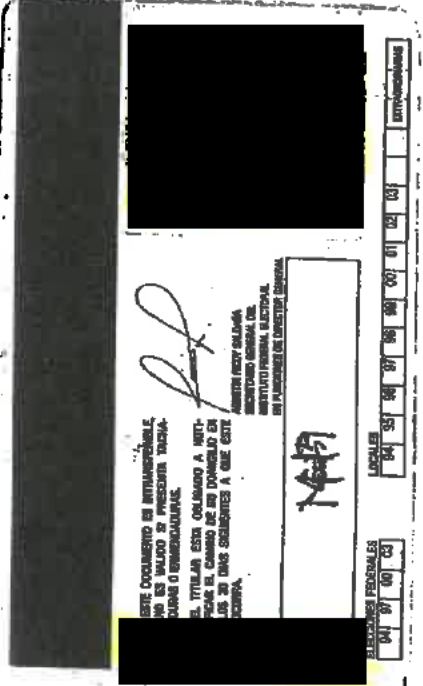 ESTE DOCUMENTO ES INTRANSFERIBLE,
NO ES VALIDO SI PRESENTA TACHA-
DURAS O ENMENDADURAS.
EL TITULAR ESTA OBLIGADO A NOTI-
FICAR EL CAMBIO DE SU DOMICILIO EN
LOS 30 DIAS SIGUIENTES A QUE ESTE
OCURRA.
SECRETARIO GENERAL DEL
INSTITUTO FEDERAL ELECTORAL
EN FUNCIONES DE DIRECTOR GENERAL
ELECCIONES FEDERALES
94 97 00 03
LOCALES
94 95 96 97 98 99 00 01 02 03
EXTRAORDINARIAS